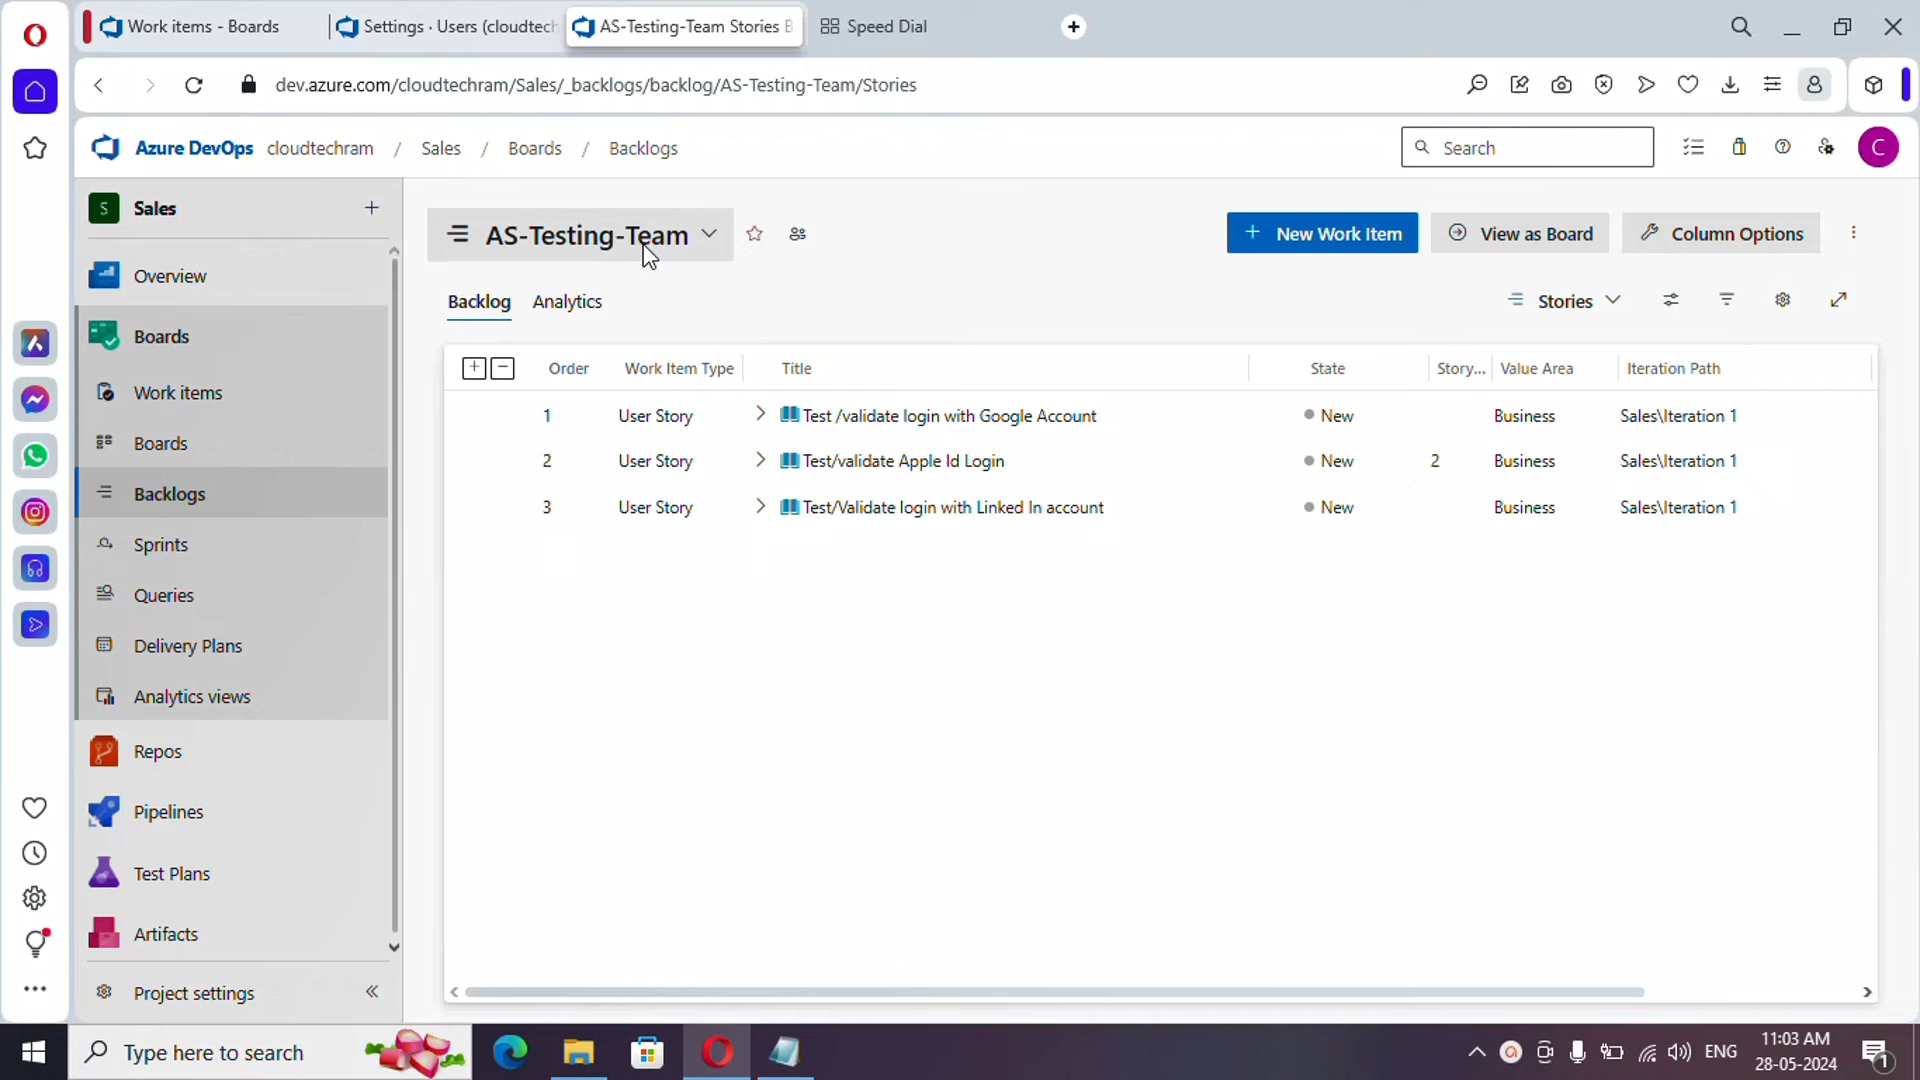 Work items - Boards
Settings · Users (cloudtech
AS-Testing-Team Stories B
Speed Dial
dev.azure.com/cloudtechram/Sales/_backlogs/backlog/AS-Testing-Team/Stories
Azure DevOps cloudtechram / Sales / Boards / Backlogs
Search
C
S Sales
AS-Testing-Team
New Work Item
View as Board
Column Options
Overview
Backlog Analytics
Stories
Boards
Order Work Item Type Title State Story... Value Area Iteration Path
Work items
1 User Story Test /validate login with Google Account New Business Sales\Iteration 1
Boards
2 User Story Test/validate Apple Id Login New 2 Business Sales\Iteration 1
Backlogs
3 User Story Test/Validate login with Linked In account New Business Sales\Iteration 1
Sprints
Queries
Delivery Plans
Analytics views
Repos
Pipelines
Test Plans
Artifacts
Project settings
Type here to search
ENG
11:03 AM
28-05-2024
1